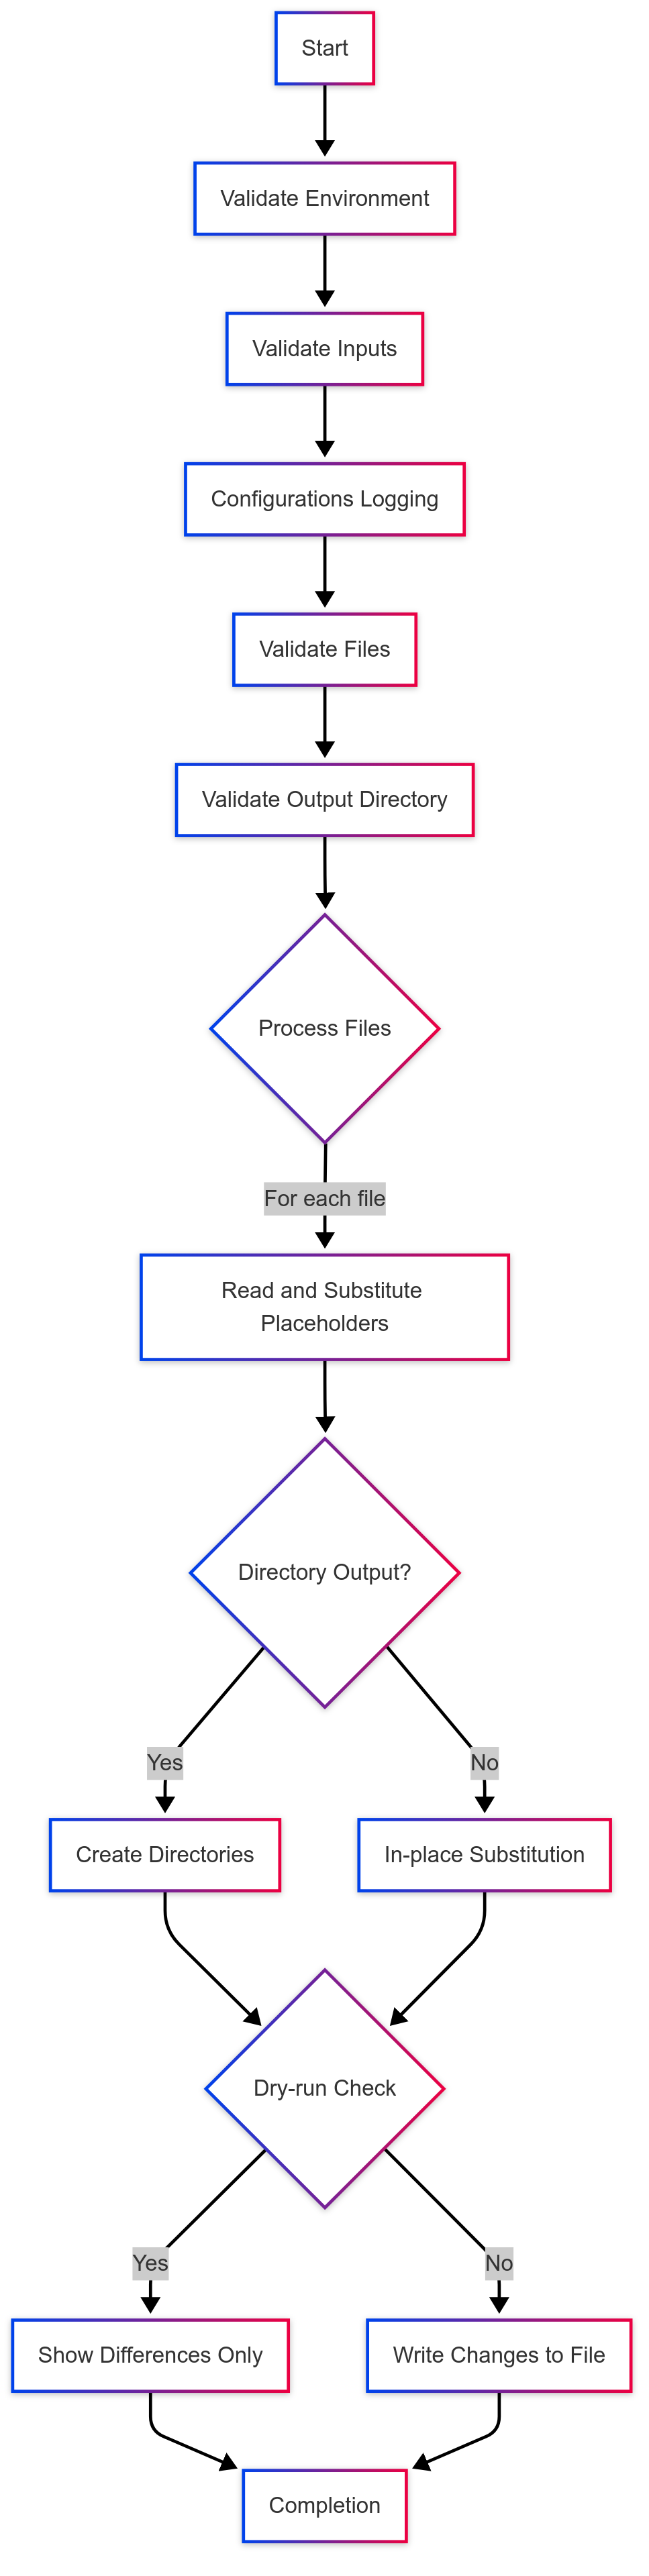 Start
Validate Environment
Validate Inputs
Configurations Logging
Validate Files
Validate Output Directory
Process Files
For each file
Read and Substitute
Placeholders
Directory Output?
Yes
No
Create Directories
In-place Substitution
Dry-run Check
Yes
No
Show Differences Only
Write Changes to File
Completion